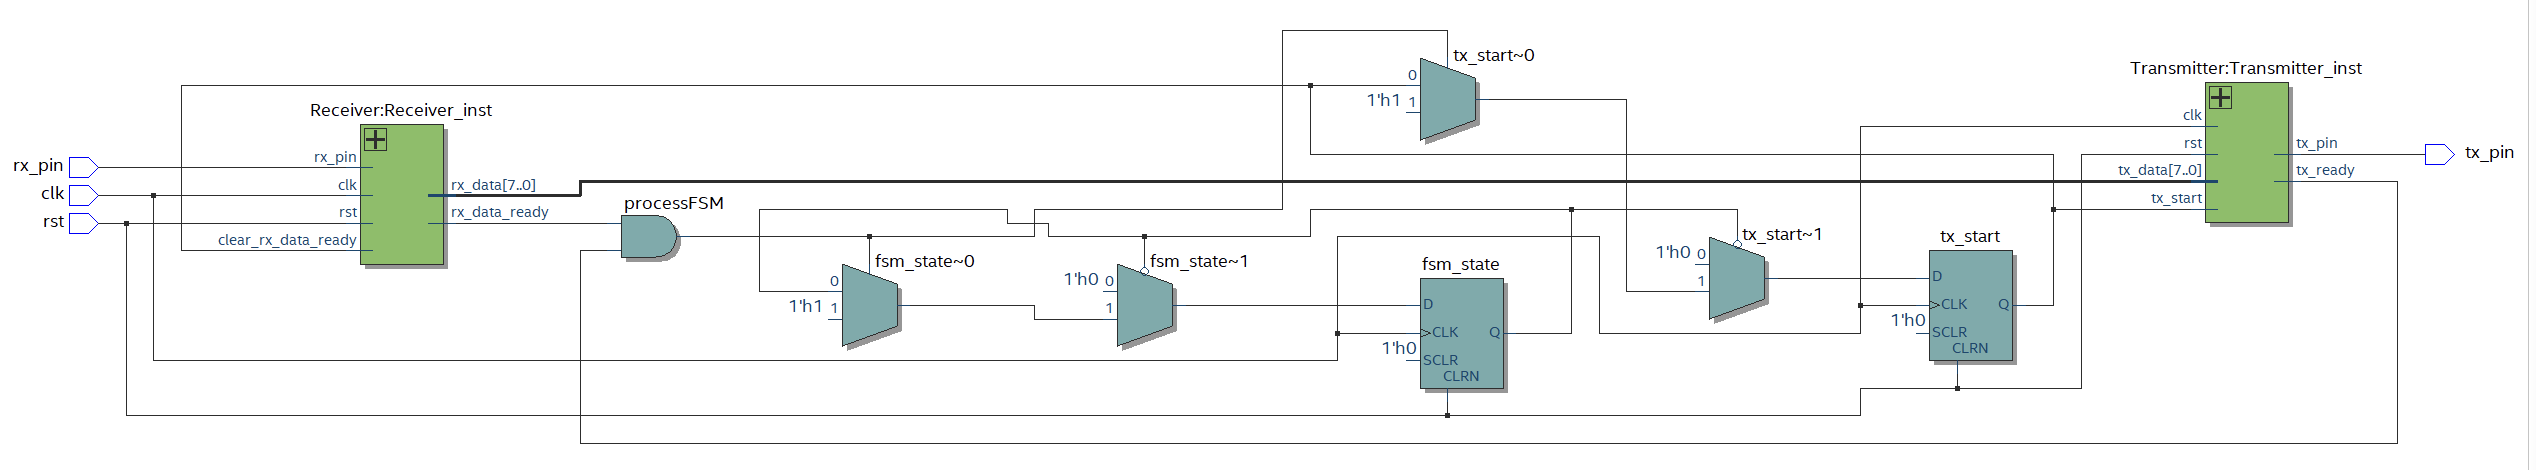 tx_start~0
0
1'h1 1
Transmitter:Transmitter_inst
clk
rst
tx_data[7..0]
tx_start
tx_pin
tx_ready
tx_pin
Receiver:Receiver_inst
rx_pin
clk
rst
rx_pin
clk
rst
clear_rx_data_ready
rx_data[7..0]
rx_data_ready
processFSM
fsm_state~0
0
1'h1 1
fsm_state~1
1'h0 0
1
fsm_state
D
CLK
Q
1'h0
SCLR
CLRN
tx_start~1
1'h0 0
1
tx_start
D
CLK
Q
1'h0
SCLR
CLRN